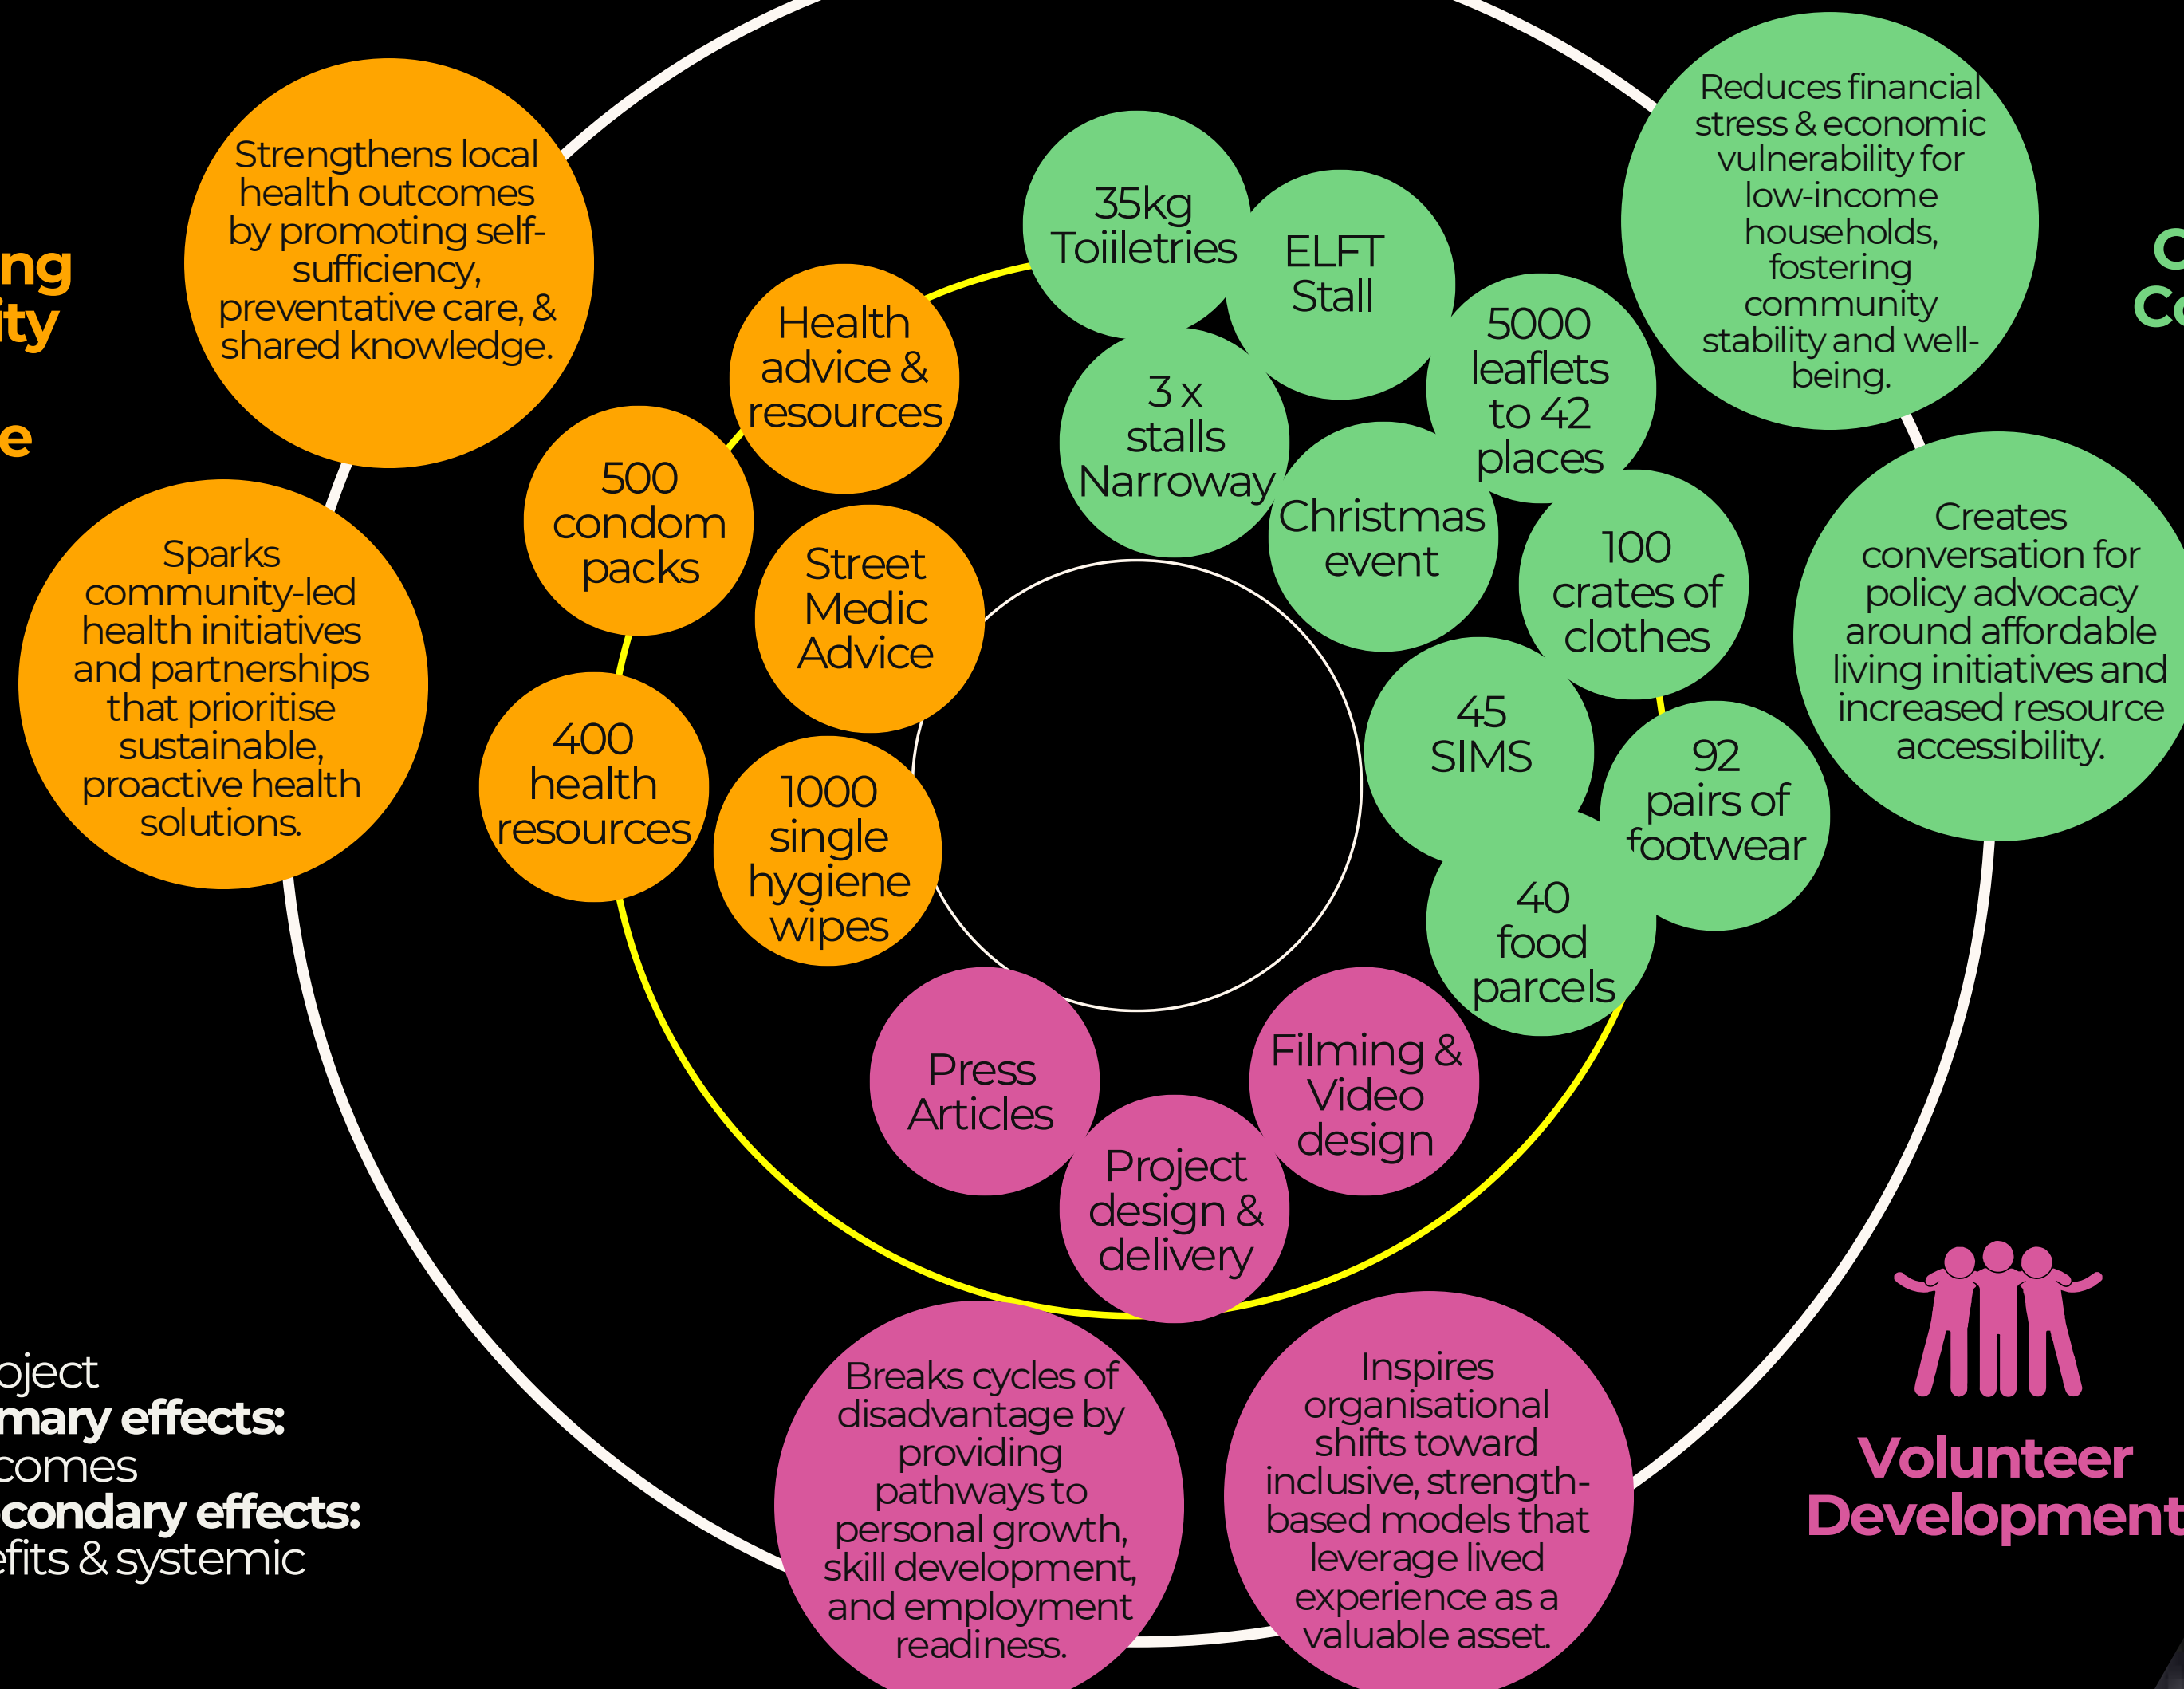 ng
ity
e
Strengthens local
health outcomes
by promoting self-
sufficiency,
preventative care, &
shared knowledge.
Sparks
community-led
health initiatives
and partnerships
that prioritise
sustainable,
proactive health
solutions.
Health
advice &
resources
500
condom
packs
Street
Medic
Advice
400
health
resources
1000
single
hygiene
wipes
35kg
Toiiletries
ELFT
Stall
3 x
stalls
Narroway
5000
leaflets
to 42
places
Christmas
event
100
crates of
clothes
45
SIMS
92
pairs of
footwear
40
food
parcels
Reduces financial
stress & economic
vulnerability for
low-income
households,
fostering
community
stability and well-
being.
Creates
conversation for
policy advocacy
around affordable
living initiatives and
increased resource
accessibility.
C
Press
Articles
Filming &
Video
design
Project
design &
delivery
Breaks cycles of
disadvantage by
providing
pathways to
personal growth,
skill development,
and employment
readiness.
Inspires
organisational
shifts toward
inclusive, strength-
based models that
leverage lived
experience as a
valuable asset.
Volunteer
Development
oject
mary effects:
comes
condary effects:
efits & systemic